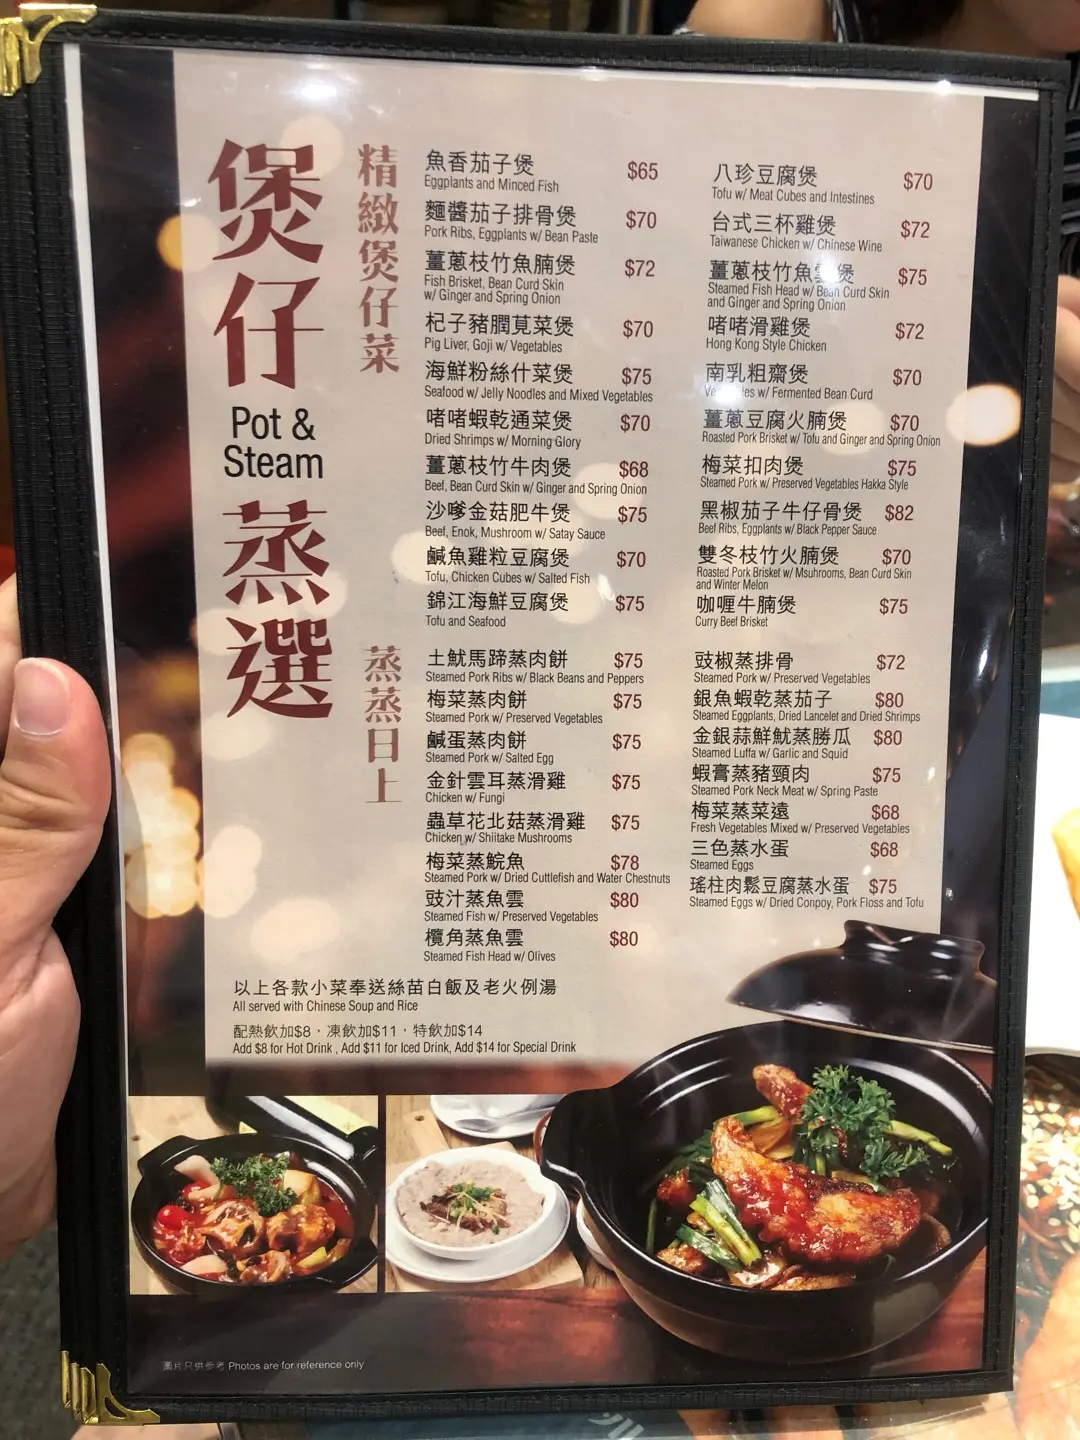 煲仔
Pot &
Steam
蒸選
精緻煲仔菜
魚香茄子煲 $65
Eggplants and Minced Fish
麵醬茄子排骨煲 $70
Pork Ribs, Eggplants w/ Bean Paste
薑蔥枝竹魚腩煲 $72
Fish Brisket, Bean Curd Skin
w/ Ginger and Spring Onion
杞子豬膶莧菜煲 $70
Pig Liver, Goji w/ Vegetables
海鮮粉絲什菜煲 $75
Seafood w/ Jelly Noodles and Mixed Vegetables
啫啫蝦乾通菜煲 $70
Dried Shrimps w/ Morning Glory
薑蔥枝竹牛肉煲 $68
Beef, Bean Curd Skin w/ Ginger and Spring Onion
沙嗲金菇肥牛煲 $75
Beef, Enok, Mushroom w/ Satay Sauce
鹹魚雞粒豆腐煲 $70
Tofu, Chicken Cubes w/ Salted Fish
錦江海鮮豆腐煲 $75
Tofu and Seafood
八珍豆腐煲 $70
Tofu w/ Meat Cubes and Intestines
台式三杯雞煲 $72
Taiwanese Chicken w/ Chinese Wine
薑蔥枝竹魚雲煲 $75
Steamed Fish Head w/ Bean Curd Skin
and Ginger and Spring Onion
啫啫滑雞煲 $72
Hong Kong Style Chicken
南乳粗齋煲 $70
Vegetables w/ Fermented Bean Curd
薑蔥豆腐火腩煲 $70
Roasted Pork Brisket w/ Tofu and Ginger and Spring Onion
梅菜扣肉煲 $75
Steamed Pork w/ Preserved Vegetables Hakka Style
黑椒茄子牛仔骨煲 $82
Beef Ribs, Eggplants w/ Black Pepper Sauce
雙冬枝竹火腩煲 $70
Roasted Pork Brisket w/ Msuhrooms, Bean Curd Skin
and Winter Melon
咖喱牛腩煲 $75
Curry Beef Brisket
蒸蒸日上
土魷馬蹄蒸肉餅 $75
Steamed Pork Ribs w/ Black Beans and Peppers
梅菜蒸肉餅 $75
Steamed Pork w/ Preserved Vegetables
鹹蛋蒸肉餅 $75
Steamed Pork w/ Salted Egg
金針雲耳蒸滑雞 $75
Chicken w/ Fungi
蟲草花北菇蒸滑雞 $75
Chicken w/ Shiitake Mushrooms
梅菜蒸鯇魚 $78
Steamed Pork w/ Dried Cuttlefish and Water Chestnuts
豉汁蒸魚雲 $80
Steamed Fish w/ Preserved Vegetables
欖角蒸魚雲 $80
Steamed Fish Head w/ Olives
豉椒蒸排骨 $72
Steamed Pork w/ Preserved Vegetables
銀魚蝦乾蒸茄子 $80
Steamed Eggplants, Dried Lancelet and Dried Shrimps
金銀蒜鮮魷蒸勝瓜 $80
Steamed Luffa w/ Garlic and Squid
蝦膏蒸豬頸肉 $75
Steamed Pork Neck Meat w/ Spring Paste
梅菜蒸菜遠 $68
Fresh Vegetables Mixed w/ Preserved Vegetables
三色蒸水蛋 $68
Steamed Eggs
瑤柱肉鬆豆腐蒸水蛋 $75
Steamed Eggs w/ Dried Conpoy, Pork Floss and Tofu
以上各款小菜奉送絲苗白飯及老火例湯
All served with Chinese Soup and Rice
配熱飲加$8，凍飲加$11，特飲加$14
Add $8 for Hot Drink , Add $11 for Iced Drink, Add $14 for Special Drink
圖片只供參考 Photos are for reference only